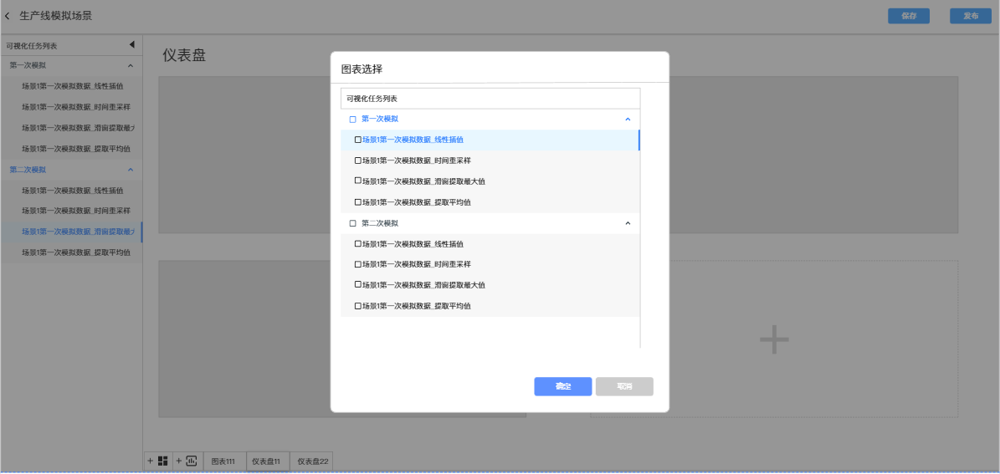 生产线模拟场景
保存
发布
可视化任务列表
第一次模拟
场景1第一次模拟数据_线性插值
场景1第一次模拟数据_时间重采样
场景1第一次模拟数据_滑窗提取最大
场景1第一次模拟数据_提取平均值
第二次模拟
场景1第一次模拟数据_线性插值
场景1第一次模拟数据_时间重采样
场景1第一次模拟数据_滑窗提取最大
场景1第一次模拟数据_提取平均值
仪表盘
图表选择
可视化任务列表
第一次模拟
场景1第一次模拟数据_线性插值
场景1第一次模拟数据_时间重采样
场景1第一次模拟数据_滑窗提取最大值
场景1第一次模拟数据_提取平均值
第二次模拟
场景1第一次模拟数据_线性插值
场景1第一次模拟数据_时间重采样
场景1第一次模拟数据_滑窗提取最大值
场景1第一次模拟数据_提取平均值
确定
取消
图表111
仪表盘11
仪表盘22